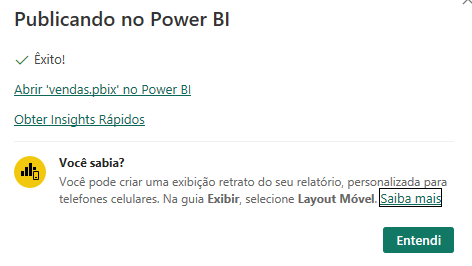 Publicando no Power BI
Êxito!
Abrir 'vendas.pbix' no Power BI
Obter Insights Rápidos
Você sabia?
Você pode criar uma exibição retrato do seu relatório, personalizada para
telefones celulares. Na guia Exibir, selecione Layout Móvel. Saiba mais
Entendi